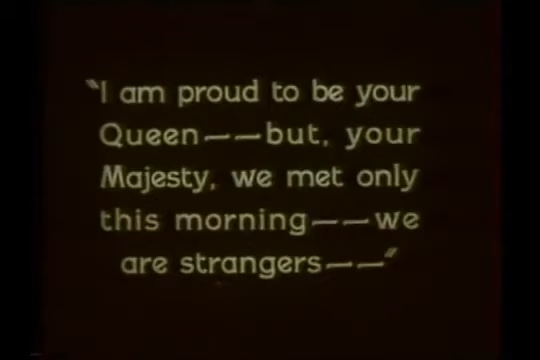 "I am proud to be your
Queen——but, your
Majesty, we met only
this morning——we
are strangers——"